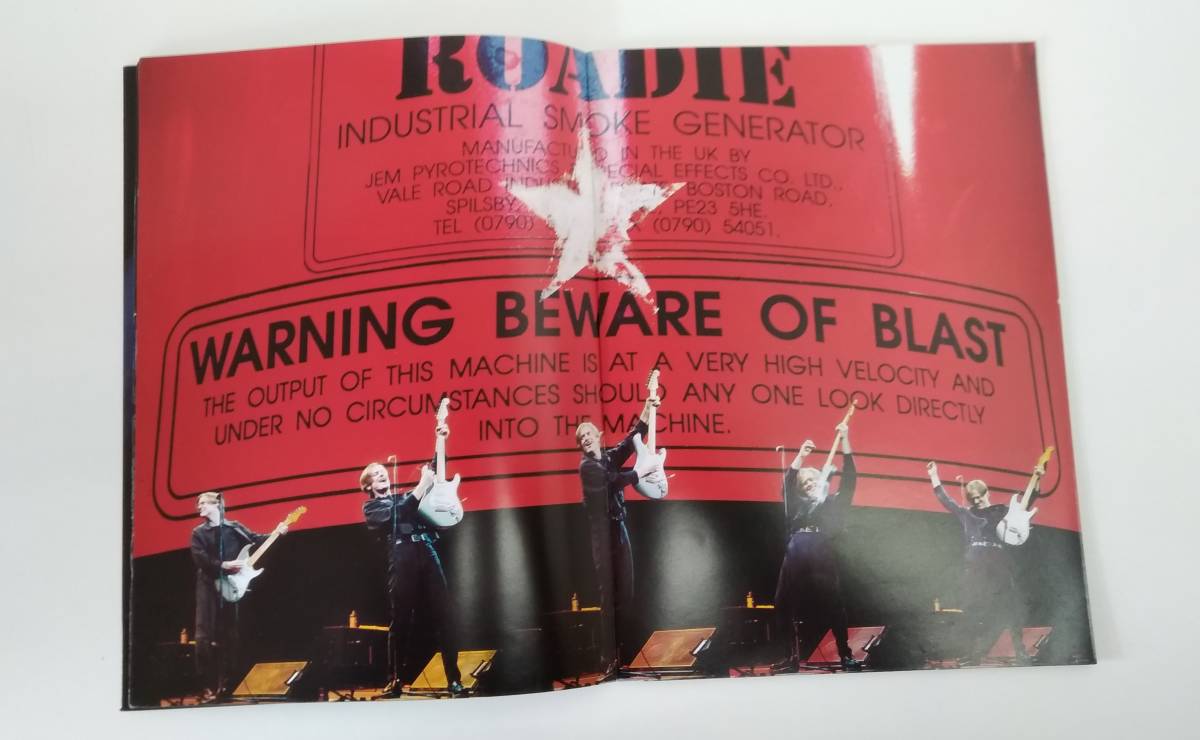 ROADIE
INDUSTRIAL SMOKE GENERATOR
MANUFACTU D IN THE UK BY
JEM PYROTECHNICS SPECIAL EFFECTS CO. LTD.,
VALE ROAD INDUS BOSTON ROAD,
SPILSBY, PE23 5HE.
TEL (0790) (0790) 54051.
WARNING BEWARE OF BLAST
THE OUTPUT OF THIS MACHINE IS AT A VERY HIGH VELOCITY AND
UNDER NO CIRCUMSTANCES SHOULD ANY ONE LOOK DIRECTLY
INTO THE MACHINE.